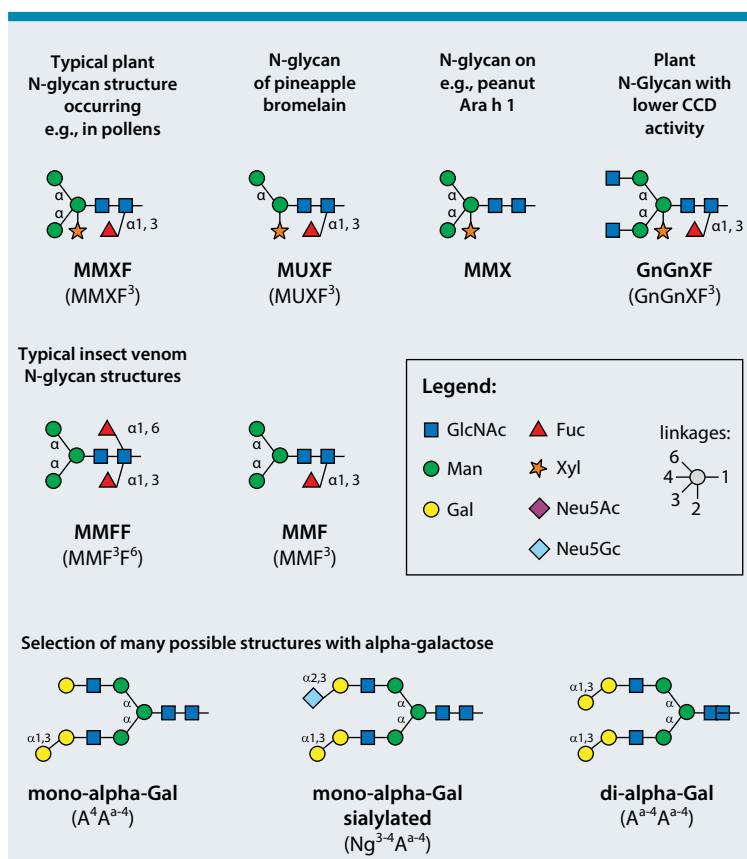 Typical plant
N-glycan structure
occurring
e.g., in pollens
N-glycan
of pineapple
bromelain
N-glycan on
e.g., peanut
Ara h 1
Plant
N-Glycan with
lower CCD
activity
α
α
α1, 3
α
α1, 3
α
α
α
α
α1, 3
MMXF
(MMXF³)
MUXF
(MUXF³)
MMX
GnGnXF
(GnGnXF³)
Typical insect venom
N-glycan structures
α1, 6
α
α
α1, 3
α
α
α1, 3
MMFF
(MMF³F⁶)
MMF
(MMF³)
Legend:
GlcNAc
Man
Gal
Fuc
Xyl
Neu5Ac
Neu5Gc
linkages:
6
4
1
3
2
Selection of many possible structures with alpha-galactose
α
α
α1,3
α2,3
α
α
α1,3
α1,3
α
α
α1,3
mono-alpha-Gal
(A⁴Aᵃ⁻⁴)
mono-alpha-Gal
sialylated
(Ng³⁻⁴Aᵃ⁻⁴)
di-alpha-Gal
(Aᵃ⁻⁴Aᵃ⁻⁴)